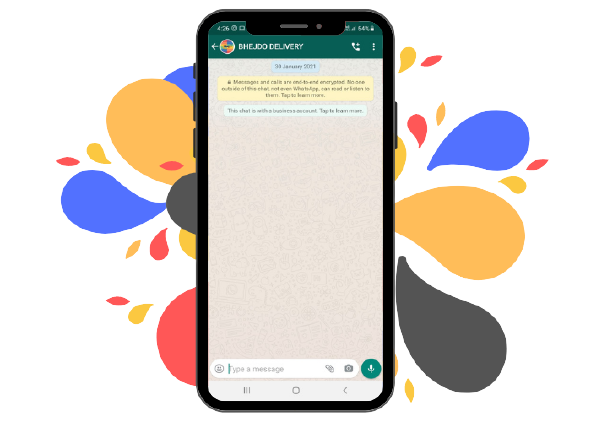 4:26
54%
BHEJDO DELIVERY
30 January 2021
Messages and calls are end-to-end encrypted. No one
outside of this chat, not even WhatsApp, can read or listen to
them. Tap to learn more.
This chat is with a business account. Tap to learn more.
Type a message